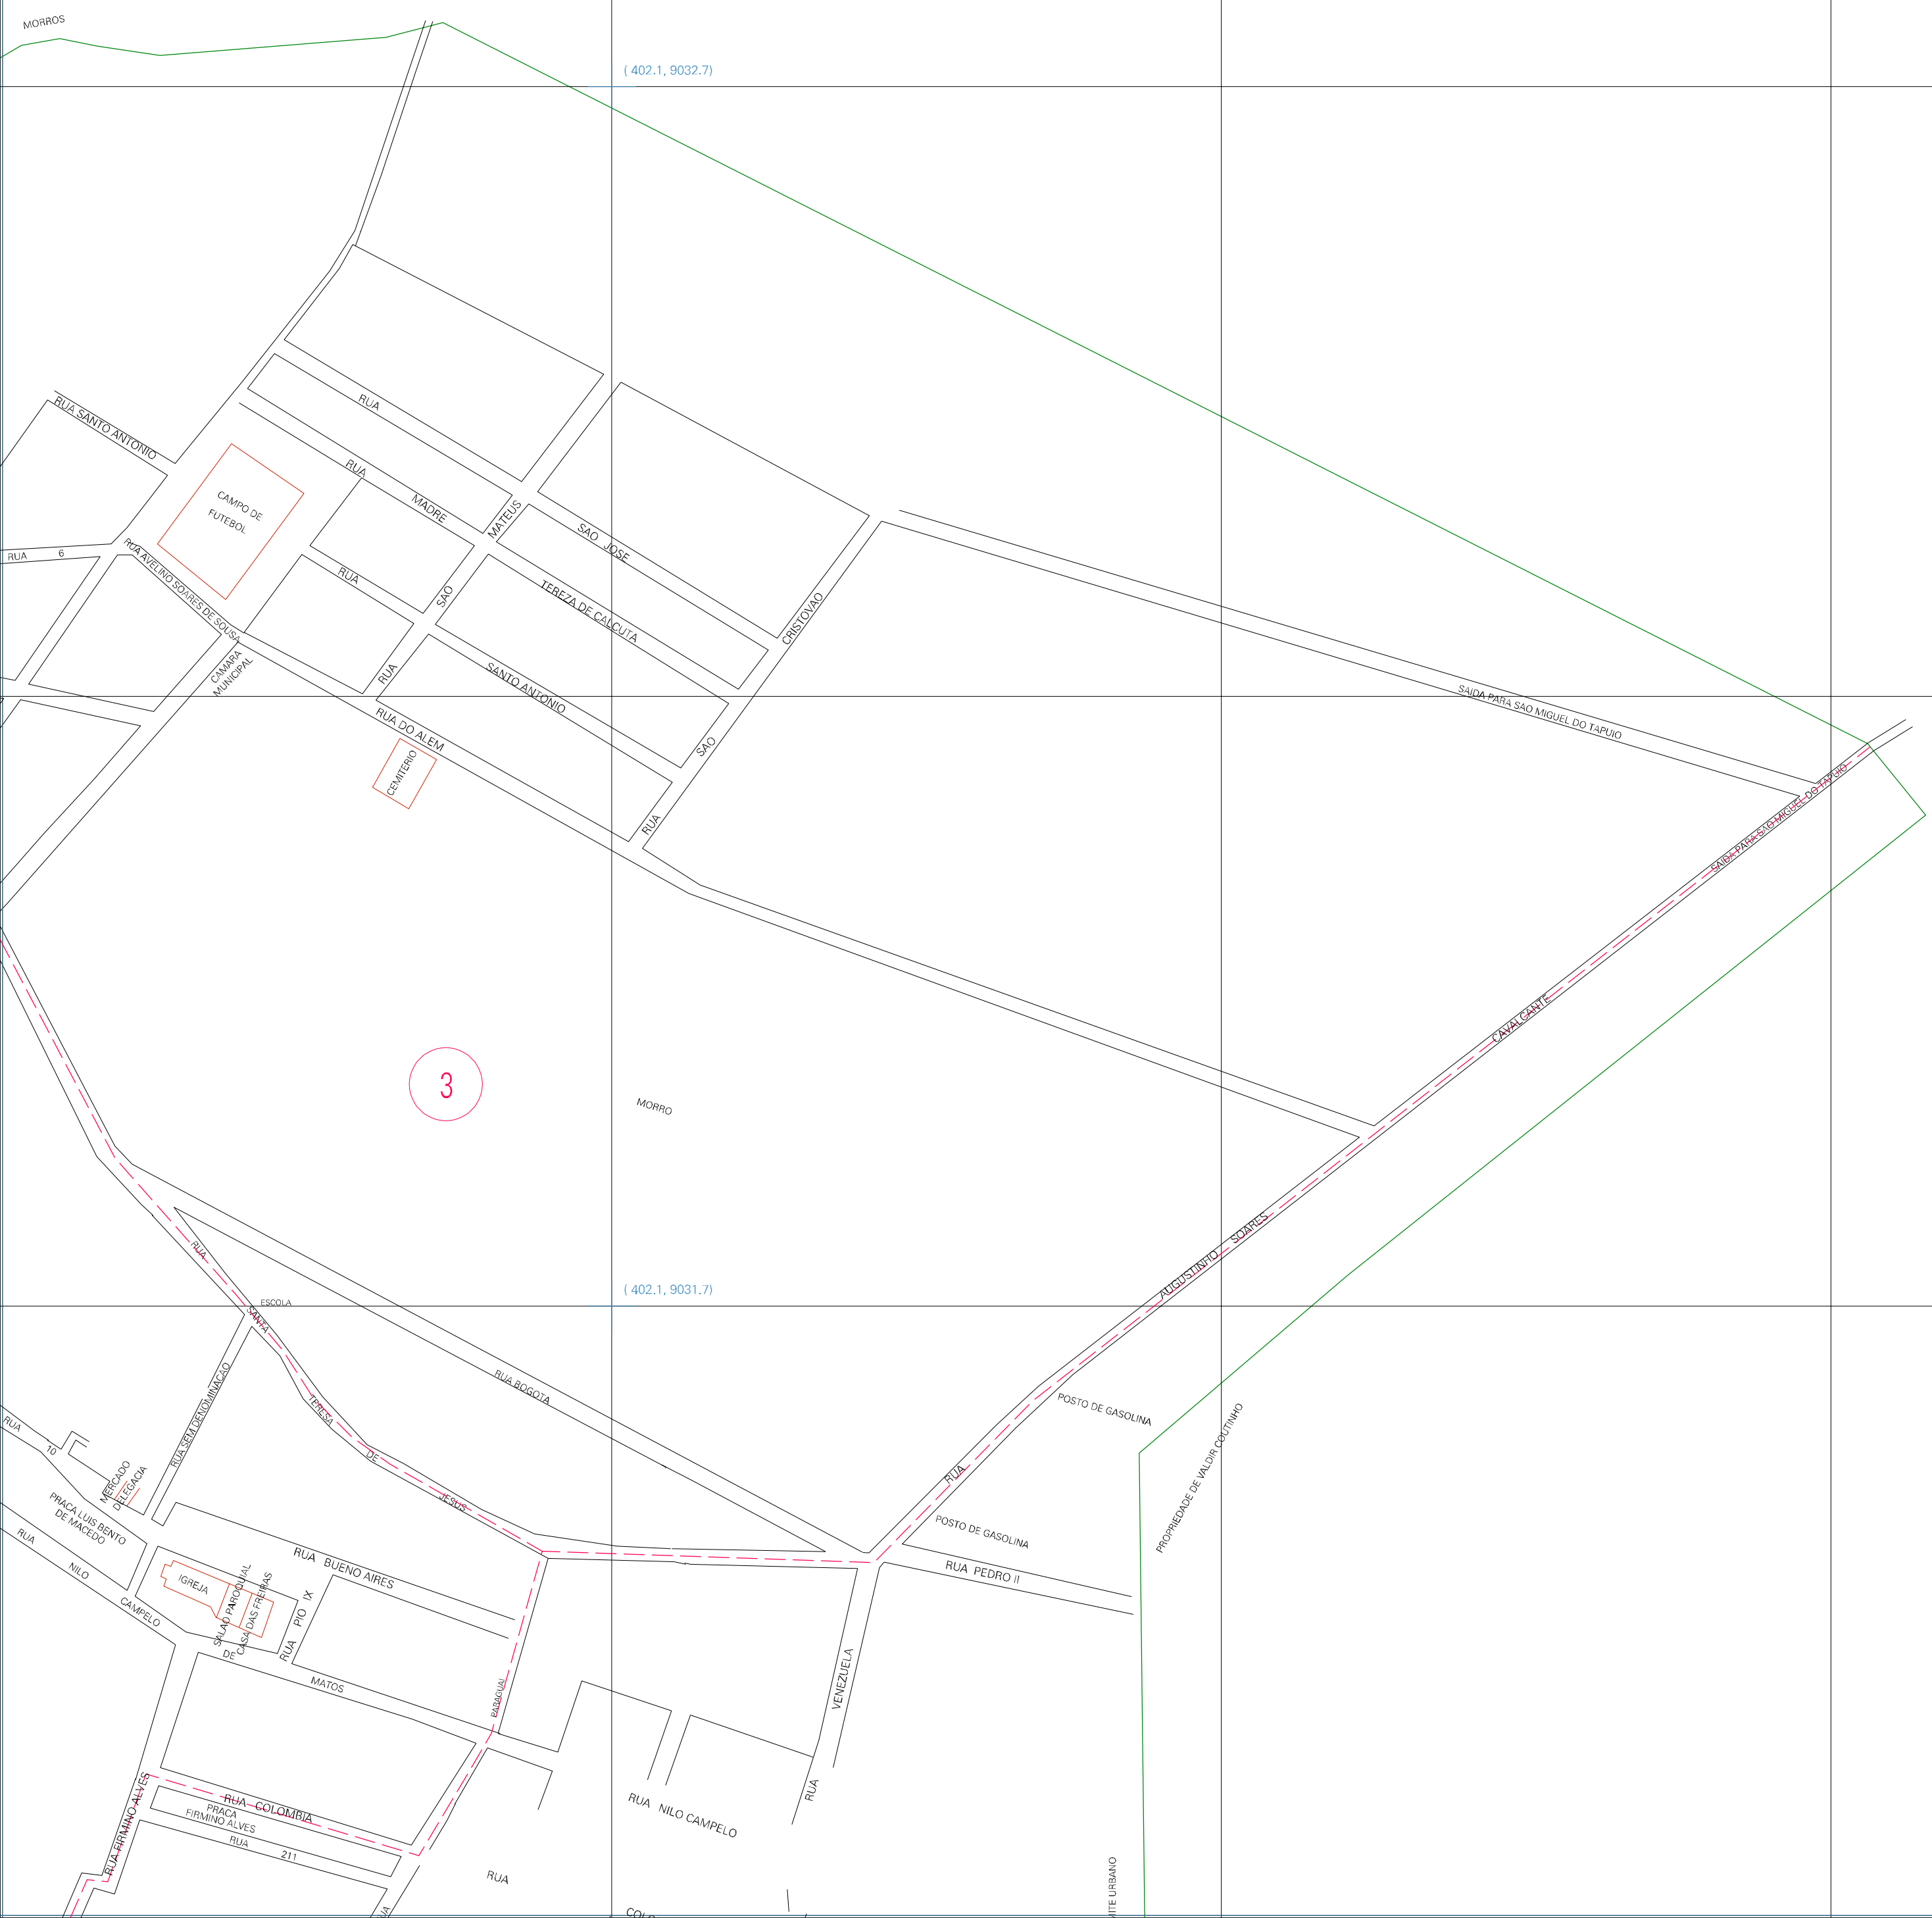 MORROS
( 402.1, 9032.7)
RUA SANTO ANTONIO
RUA
SAO JOSE
RUA
MADRE
TEREZA DE CALCUTA
CAMPO DE
FUTEBOL
RUA 6
RUA AVELINO SOARES DE SOUSA
RUA
SANTO ANTONIO
RUA
SAO
MATEUS
RUA
SAO
CRISTOVAO
CAMARA
MUNICIPAL
RUA DO ALEM
CEMITERIO
SAIDA PARA SAO MIGUEL DO TAPUIO
SAIDA PARA SAO MIGUEL DO TAPUIO
3
MORRO
RUA
AUGUSTINHO
SOARES
CAVALCANTE
( 402.1, 9031.7)
RUA
SANTA
TERESA
DE
JESUS
ESCOLA
RUA BOGOTA
RUA SEM DENOMINACAO
POSTO DE GASOLINA
POSTO DE GASOLINA
PROPRIEDADE DE VALDIR COUTINHO
RUA
10
MERCADO
DELEGACIA
PRACA LUIS BENTO
DE MACEDO
RUA
NILO
CAMPELO
DE
MATOS
IGREJA
SALAO PAROQUIAL
CASA DAS FREIRAS
RUA BUENO AIRES
RUA PIO IX
RUA PEDRO II
PARAGUAI
RUA
VENEZUELA
RUA FIRMINO ALVES
RUA COLOMBIA
PRACA
FIRMINO ALVES
RUA
211
RUA NILO CAMPELO
RUA